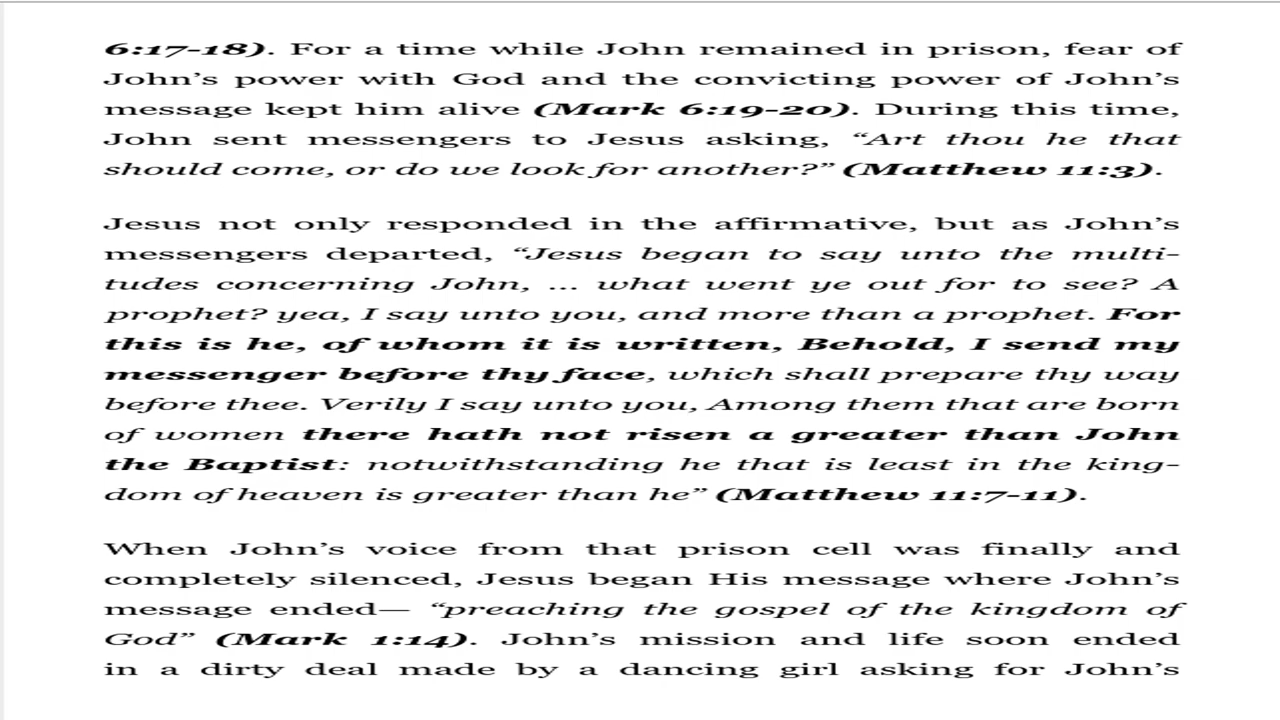 6:17-18). For a time while John remained in prison, fear of
John’s power with God and the convicting power of John’s
message kept him alive (Mark 6:19-20). During this time,
John sent messengers to Jesus asking, “Art thou he that
should come, or do we look for another?” (Matthew 11:3).
Jesus not only responded in the affirmative, but as John’s
messengers departed, “Jesus began to say unto the multi-
tudes concerning John, ... what went ye out for to see? A
prophet? yea, I say unto you, and more than a prophet. For
this is he, of whom it is written, Behold, I send my
messenger before thy face, which shall prepare thy way
before thee. Verily I say unto you, Among them that are born
of women there hath not risen a greater than John
the Baptist: notwithstanding he that is least in the king-
dom of heaven is greater than he” (Matthew 11:7-11).
When John’s voice from that prison cell was finally and
completely silenced, Jesus began His message where John’s
message ended— “preaching the gospel of the kingdom of
God” (Mark 1:14). John’s mission and life soon ended
in a dirty deal made by a dancing girl asking for John’s